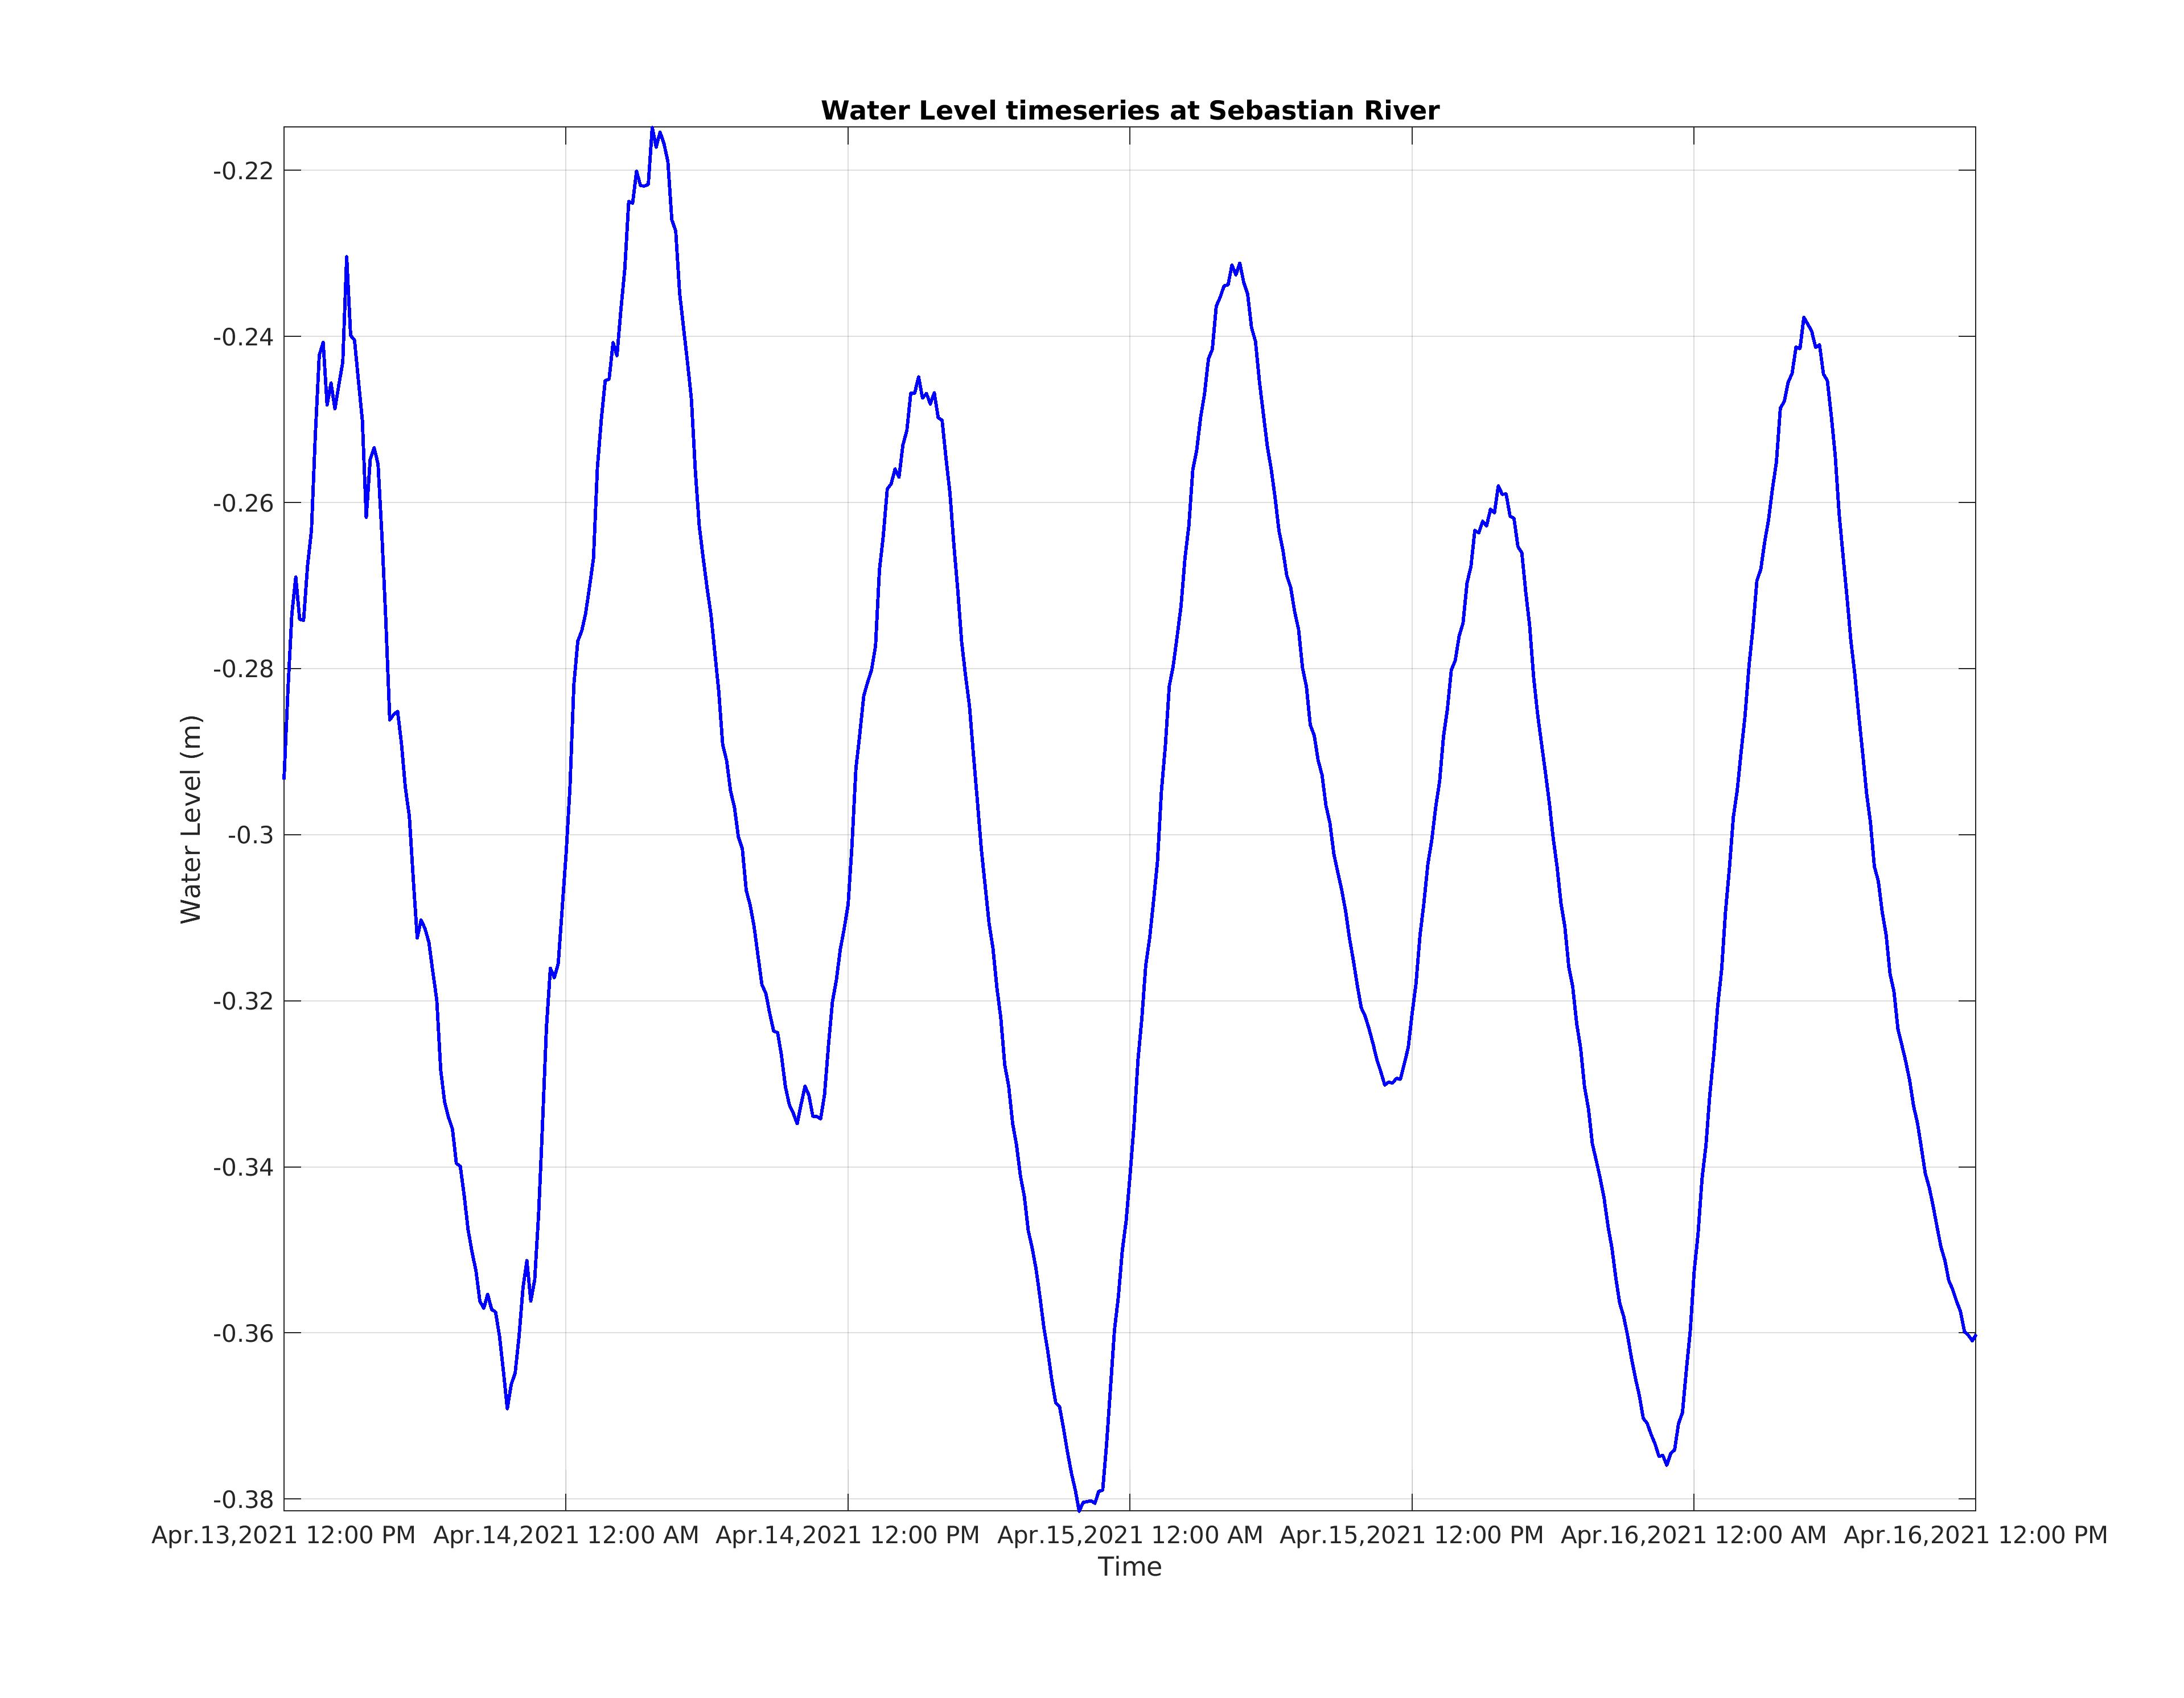 Water Level timeseries at Sebastian River
-0.22
-0.24
-0.26
-0.28
-0.3
-0.32
-0.34
-0.36
-0.38
Water Level (m)
Apr.13,2021 12:00 PM Apr.14,2021 12:00 AM Apr.14,2021 12:00 PM Apr.15,2021 12:00 AM Apr.15,2021 12:00 PM Apr.16,2021 12:00 AM Apr.16,2021 12:00 PM
Time